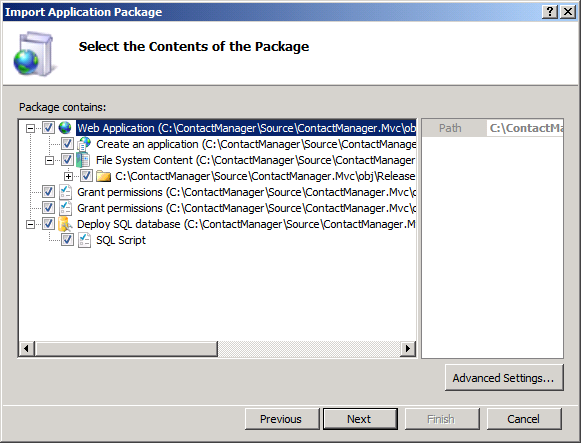 Import Application Package
Select the Contents of the Package
Package contains:
Web Application (C:\ContactManager\Source\ContactManager.Mvc\ob
Create an application (C:\ContactManager\Source\ContactManager
File System Content (C:\ContactManager\Source\ContactManager
C:\ContactManager\Source\ContactManager.Mvc\obj\Release
Grant permissions (C:\ContactManager\Source\ContactManager.Mvc\o
Grant permissions (C:\ContactManager\Source\ContactManager.Mvc\o
Deploy SQL database (C:\ContactManager\Source\ContactManager.M
SQL Script
Path C:\ContactMa
Advanced Settings...
Previous Next Finish Cancel